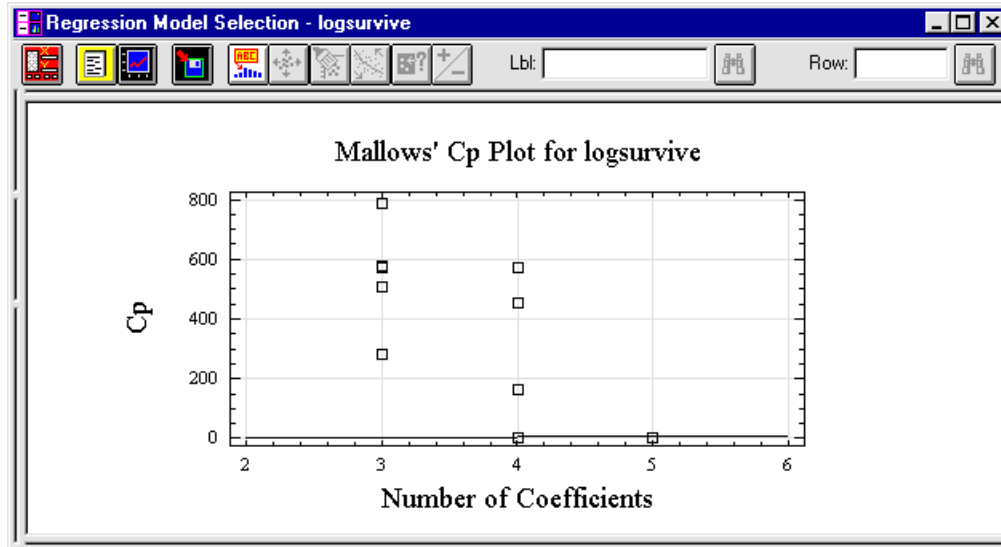 Regression Model Selection - logsurvive
ABC
?
+/-
Lbl:
Row:
Mallows' Cp Plot for logsurvive
800
600
400
200
0
Cp
2 3 4 5 6
Number of Coefficients